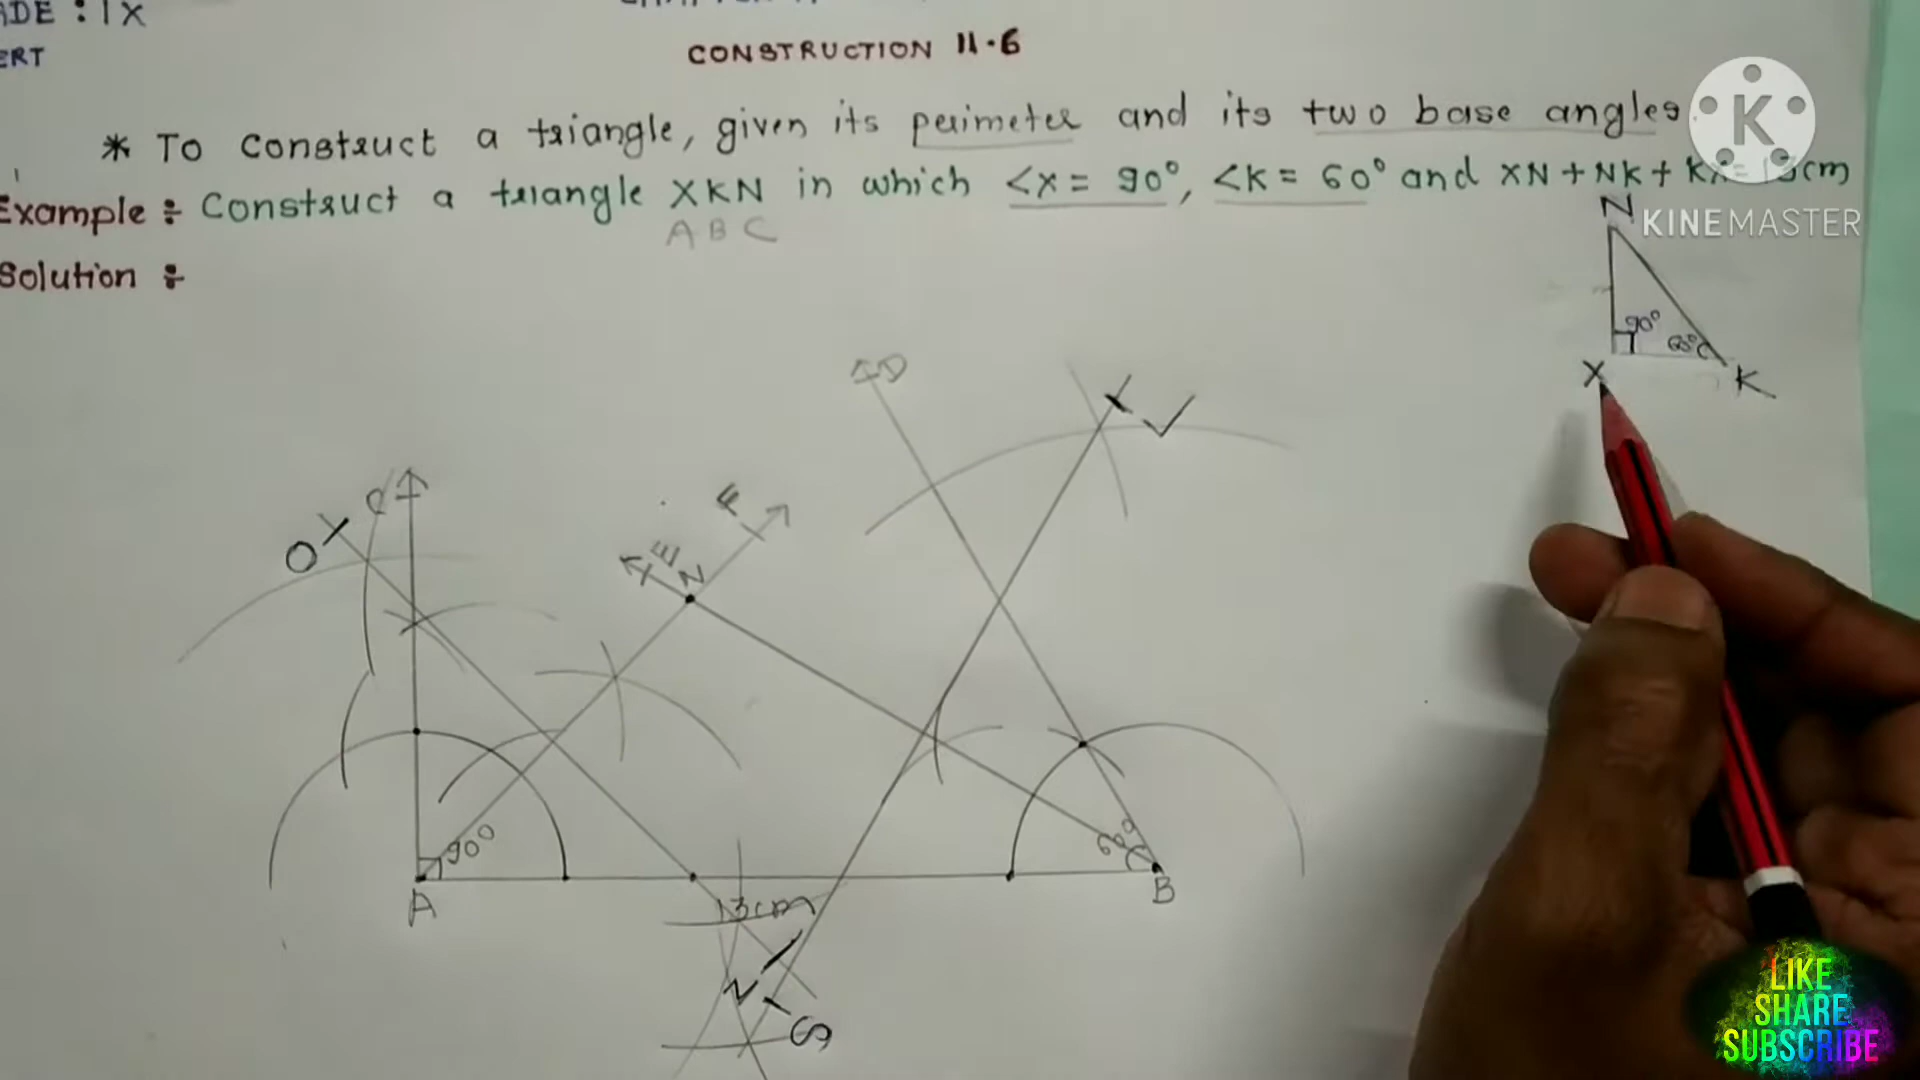 ADE : IX
ERT
CONSTRUCTION 11.6
* To construct a triangle, given its perimeter and its two base angles.
Example :- Construct a triangle XKN in which <X = 90°, <K = 60° and XN + NK + KX = 13cm
A B C
Solution :-
K
KINEMASTER
N
90°
60°
X
K
D
L
V
C
O
F
E
N
90°
60°
A
B
13cm
S
LIKE
SHARE
SUBSCRIBE